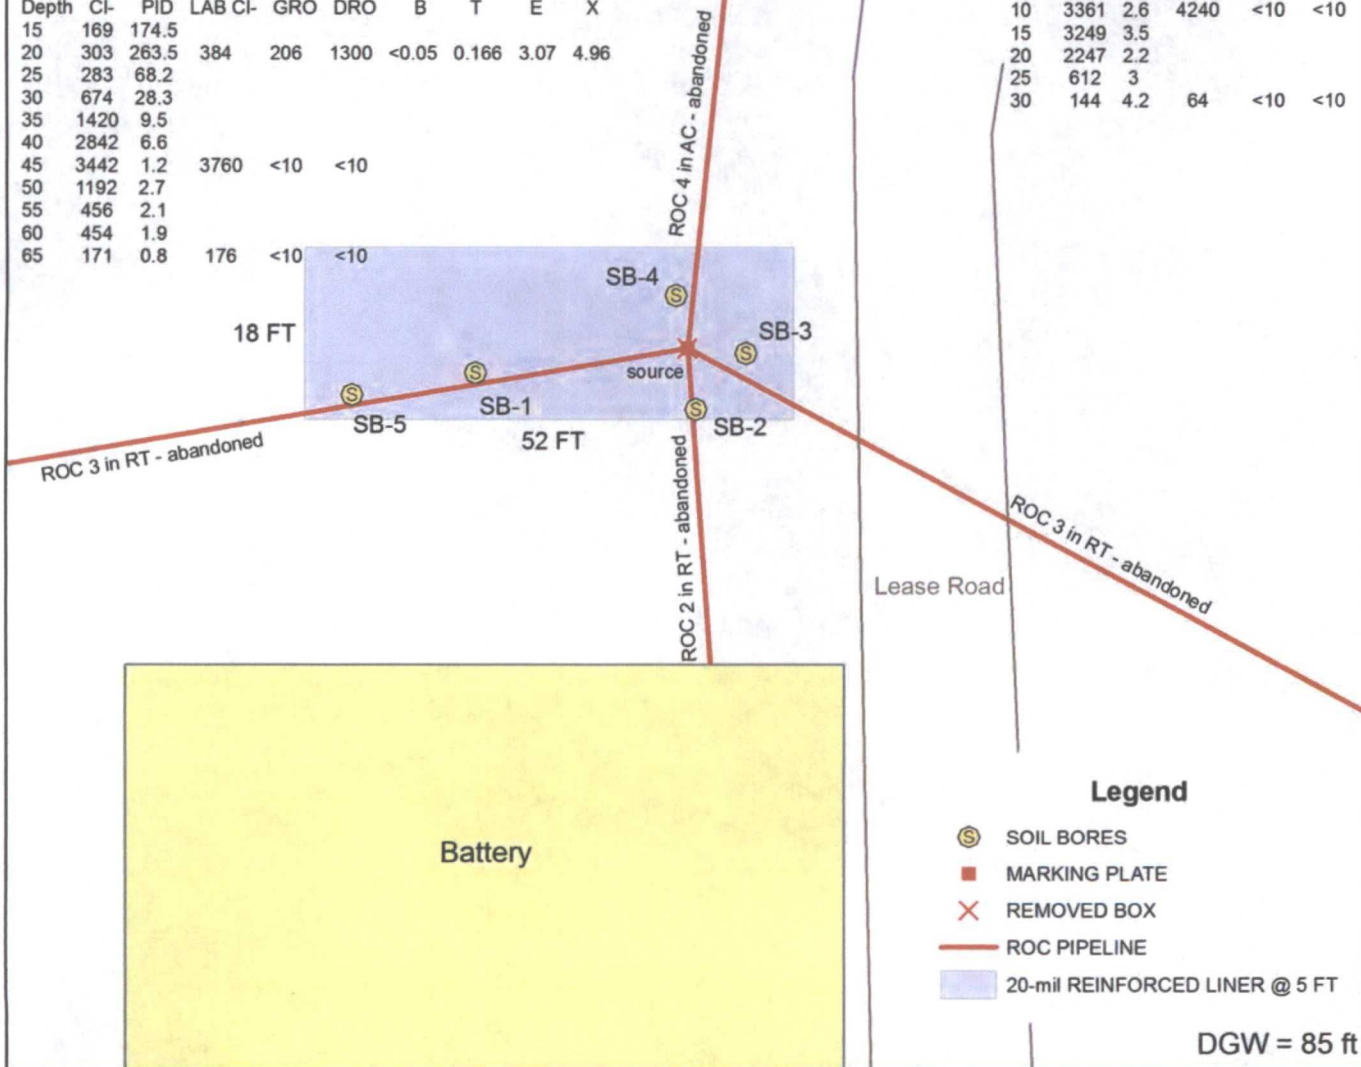 Depth Cl- PID LAB Cl- GRO DRO B T E X
15 169 174.5
20 303 263.5 384 206 1300 <0.05 0.166 3.07 4.96
25 283 68.2
30 674 28.3
35 1420 9.5
40 2842 6.6
45 3442 1.2 3760 <10 <10
50 1192 2.7
55 456 2.1
60 454 1.9
65 171 0.8 176 <10 <10
10 3361 2.6 4240 <10 <10
15 3249 3.5
20 2247 2.2
25 612 3
30 144 4.2 64 <10 <10
ROC 4 in AC - abandoned
SB-4
S
18 FT
SB-3
S
source
S
SB-1
S
SB-5
S
SB-2
52 FT
ROC 3 in RT - abandoned
ROC 2 in RT - abandoned
ROC 3 in RT - abandoned
Lease Road
Battery
Legend
S SOIL BORES
MARKING PLATE
REMOVED BOX
ROC PIPELINE
20-mil REINFORCED LINER @ 5 FT
DGW = 85 ft